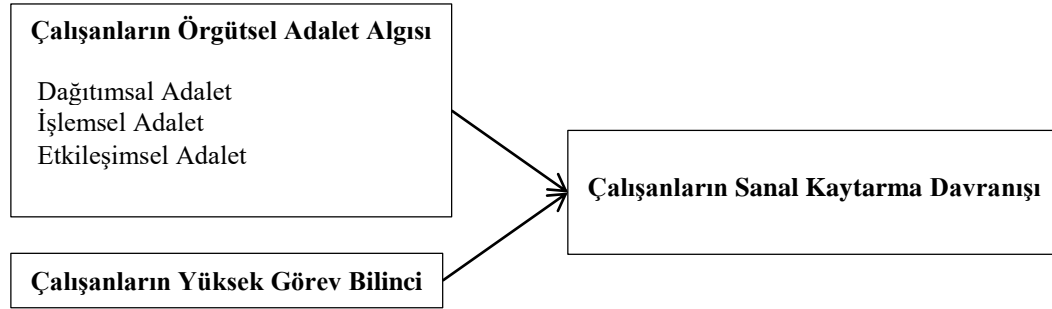 Çalışanların Örgütsel Adalet Algısı
Dağıtımsal Adalet
İşlemsel Adalet
Etkileşimsel Adalet
Çalışanların Sanal Kaytarma Davranışı
Çalışanların Yüksek Görev Bilinci